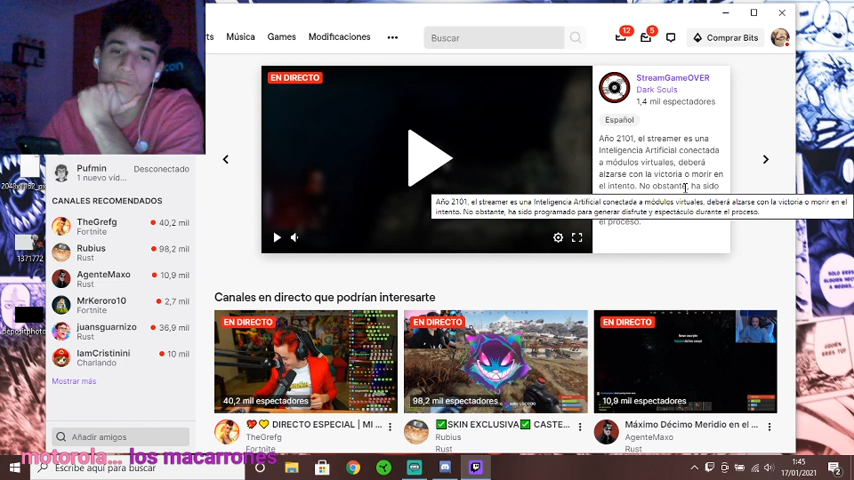 rts Música Games Modificaciones ••• Buscar 12 5 Comprar Bits
Pufmin Desconectado
1 nuevo vid...
CANALES RECOMENDADOS
TheGrefg 40,2 mil
Fortnite
Rubius 98,2 mil
Rust
AgenteMaxo 10,9 mil
Rust
MrKeroro10 2,7 mil
Fortnite
juansguarnizo 36,9 mil
Rust
IamCristinini 10 mil
Charlando
Mostrar más
Añadir amigos
1371772
EN DIRECTO
StreamGameOVER
Dark Souls
1,4 mil espectadores
Español
Año 2101, el streamer es una
Inteligencia Artificial conectada
a módulos virtuales, deberá
alzarse con la victoria o morir en
el intento. No obstante, ha sido
Año 2101, el streamer es una Inteligencia Artificial conectada a módulos virtuales, deberá alzarse con la victoria o morir en el
intento. No obstante, ha sido programado para generar disfrute y espectáculo durante el proceso.
el proceso.
Canales en directo que podrían interesarte
EN DIRECTO
40,2 mil espectadores
💔💛 DIRECTO ESPECIAL | MI ...
TheGrefg
Fortnite
EN DIRECTO
98,2 mil espectadores
✅SKIN EXCLUSIVA✅ CASTE...
Rubius
Rust
EN DIRECTO
10,9 mil espectadores
Máximo Décimo Meridio en el ...
AgenteMaxo
Rust
motorola... los macarrones
Escribe aquí para buscar
1:45
17/01/2021
2